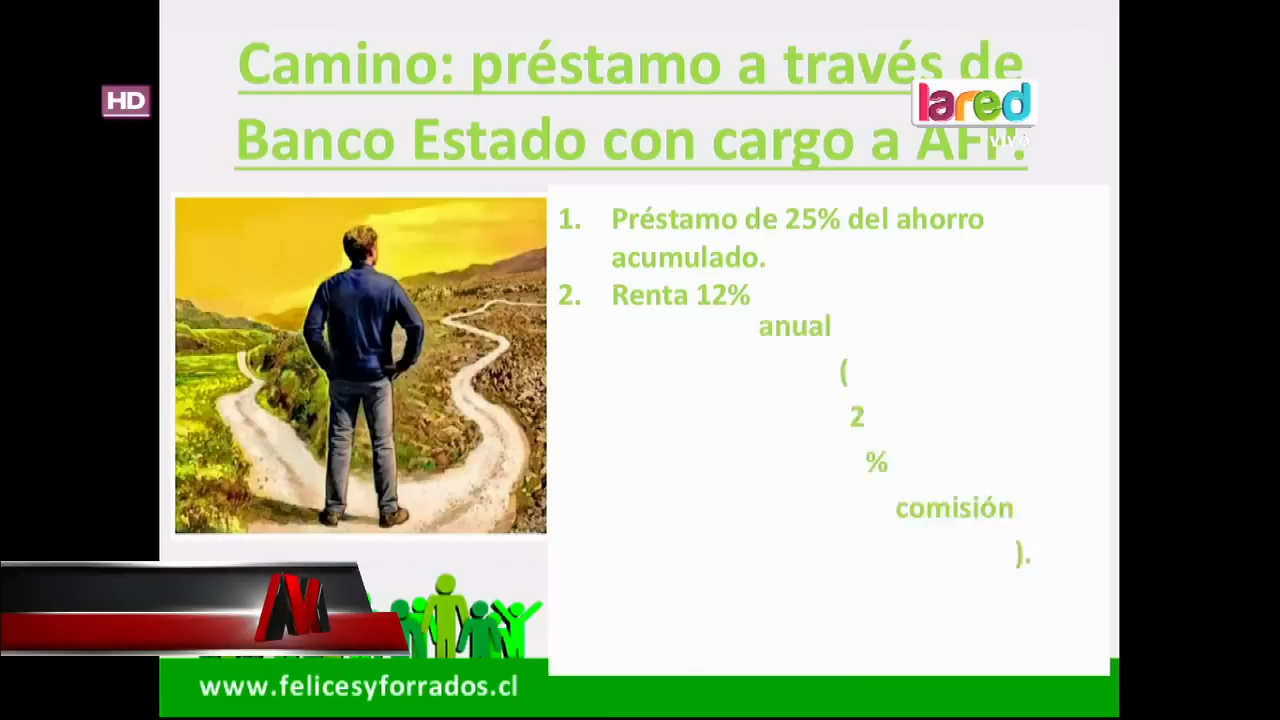 Camino: préstamo a través de
HD
lared
Banco Estado con cargo a AFP.
VIVO
1. Préstamo de 25% del ahorro
acumulado.
2. Renta 12%
anual
(
2
%
comisión
).
www.felicesyforrados.cl